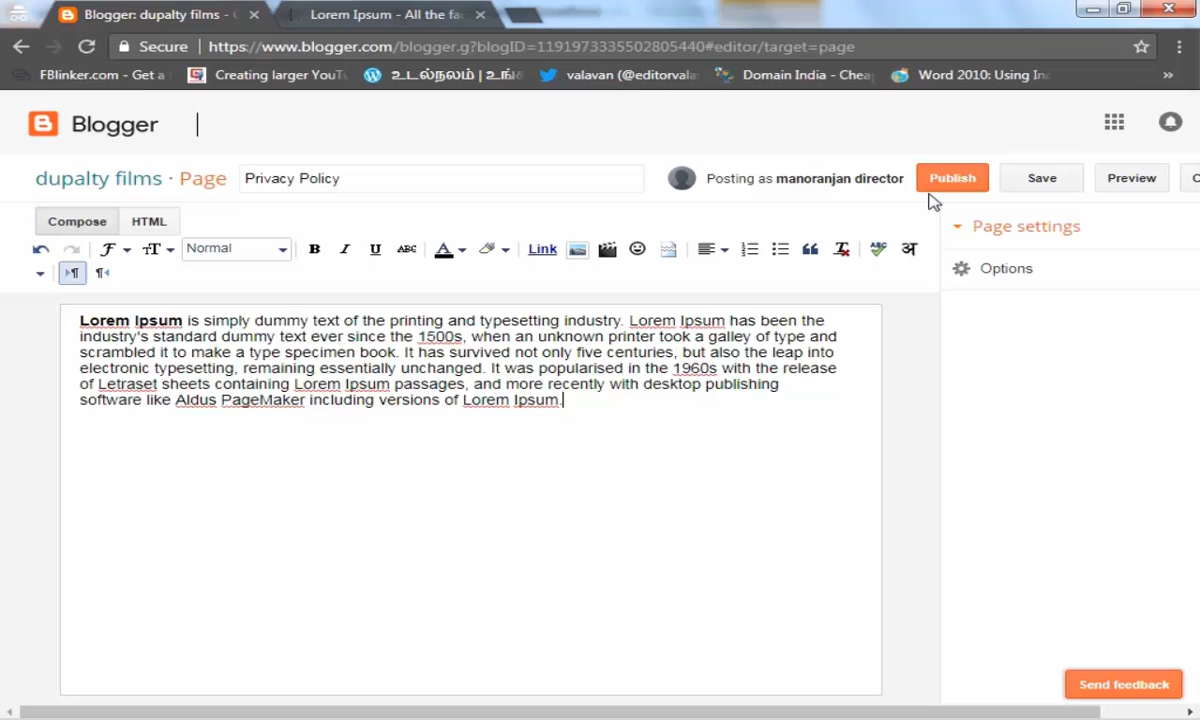 Blogger: dupalty films -
Lorem Ipsum - All the fac
Secure
https://www.blogger.com/blogger.g?blogID=1191973335502805440#editor/target=page
FBlinker.com - Get a
Creating larger YouTu
உடல்நலம் | உங்க
valavan (@editorvala
Domain India - Chea
Word 2010: Using In
»
Blogger
dupalty films · Page
Privacy Policy
Posting as manoranjan director
Publish
Save
Preview
C
Compose
HTML
Normal
B I U ABC A
Link
ABC
अ
Page settings
Options
Lorem Ipsum is simply dummy text of the printing and typesetting industry. Lorem Ipsum has been the
industry's standard dummy text ever since the 1500s, when an unknown printer took a galley of type and
scrambled it to make a type specimen book. It has survived not only five centuries, but also the leap into
electronic typesetting, remaining essentially unchanged. It was popularised in the 1960s with the release
of Letraset sheets containing Lorem Ipsum passages, and more recently with desktop publishing
software like Aldus PageMaker including versions of Lorem Ipsum.
Send feedback